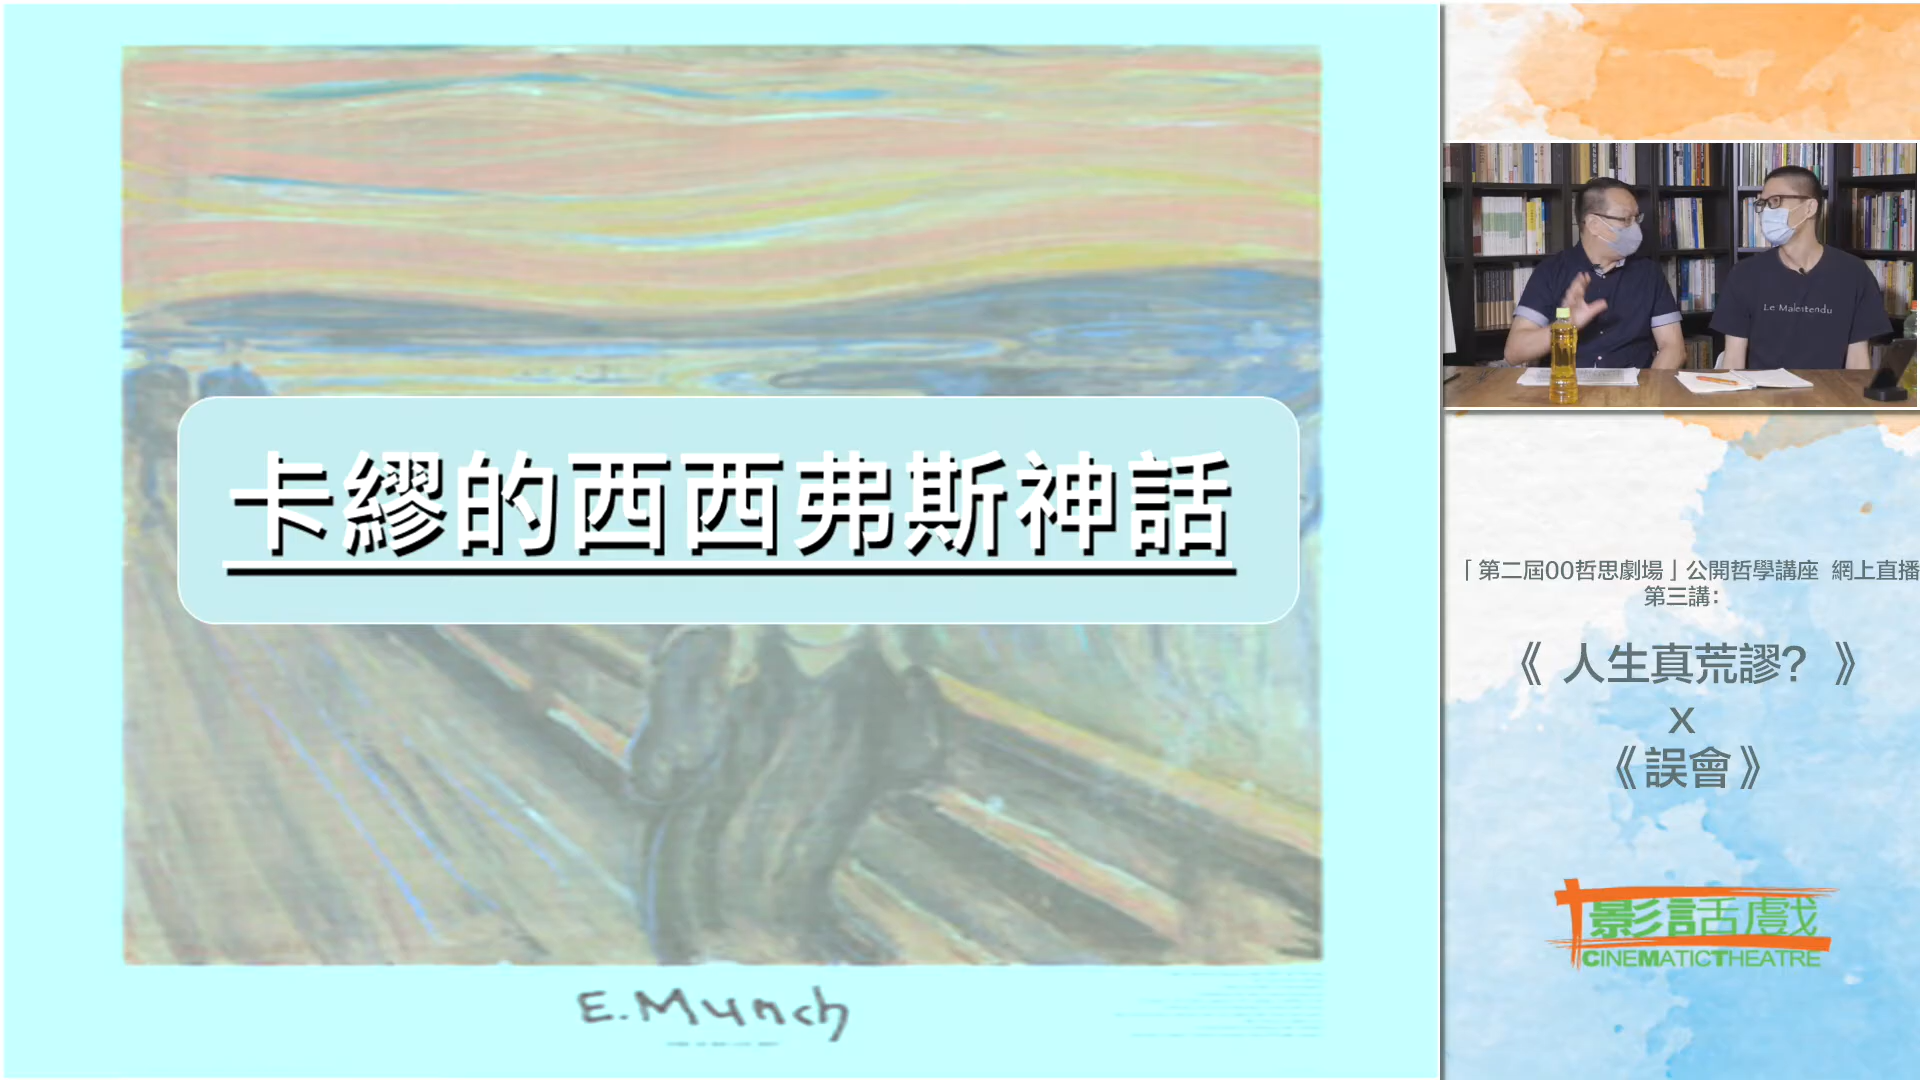 卡繆的西西弗斯神話
E.Munch
Le Malentendu
「第二屆OO哲思劇場」公開哲學講座 網上直播
第三講:
《 人生真荒謬? 》
x
《誤會》
影話戲
CINEMATICTHEATRE